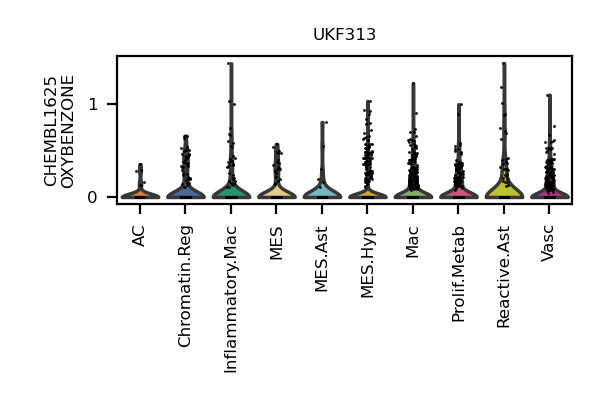 UKF313
CHEMBL1625
OXYBENZONE
1
0
AC
Chromatin.Reg
Inflammatory.Mac
MES
MES.Ast
MES.Hyp
Mac
Prolif.Metab
Reactive.Ast
Vasc